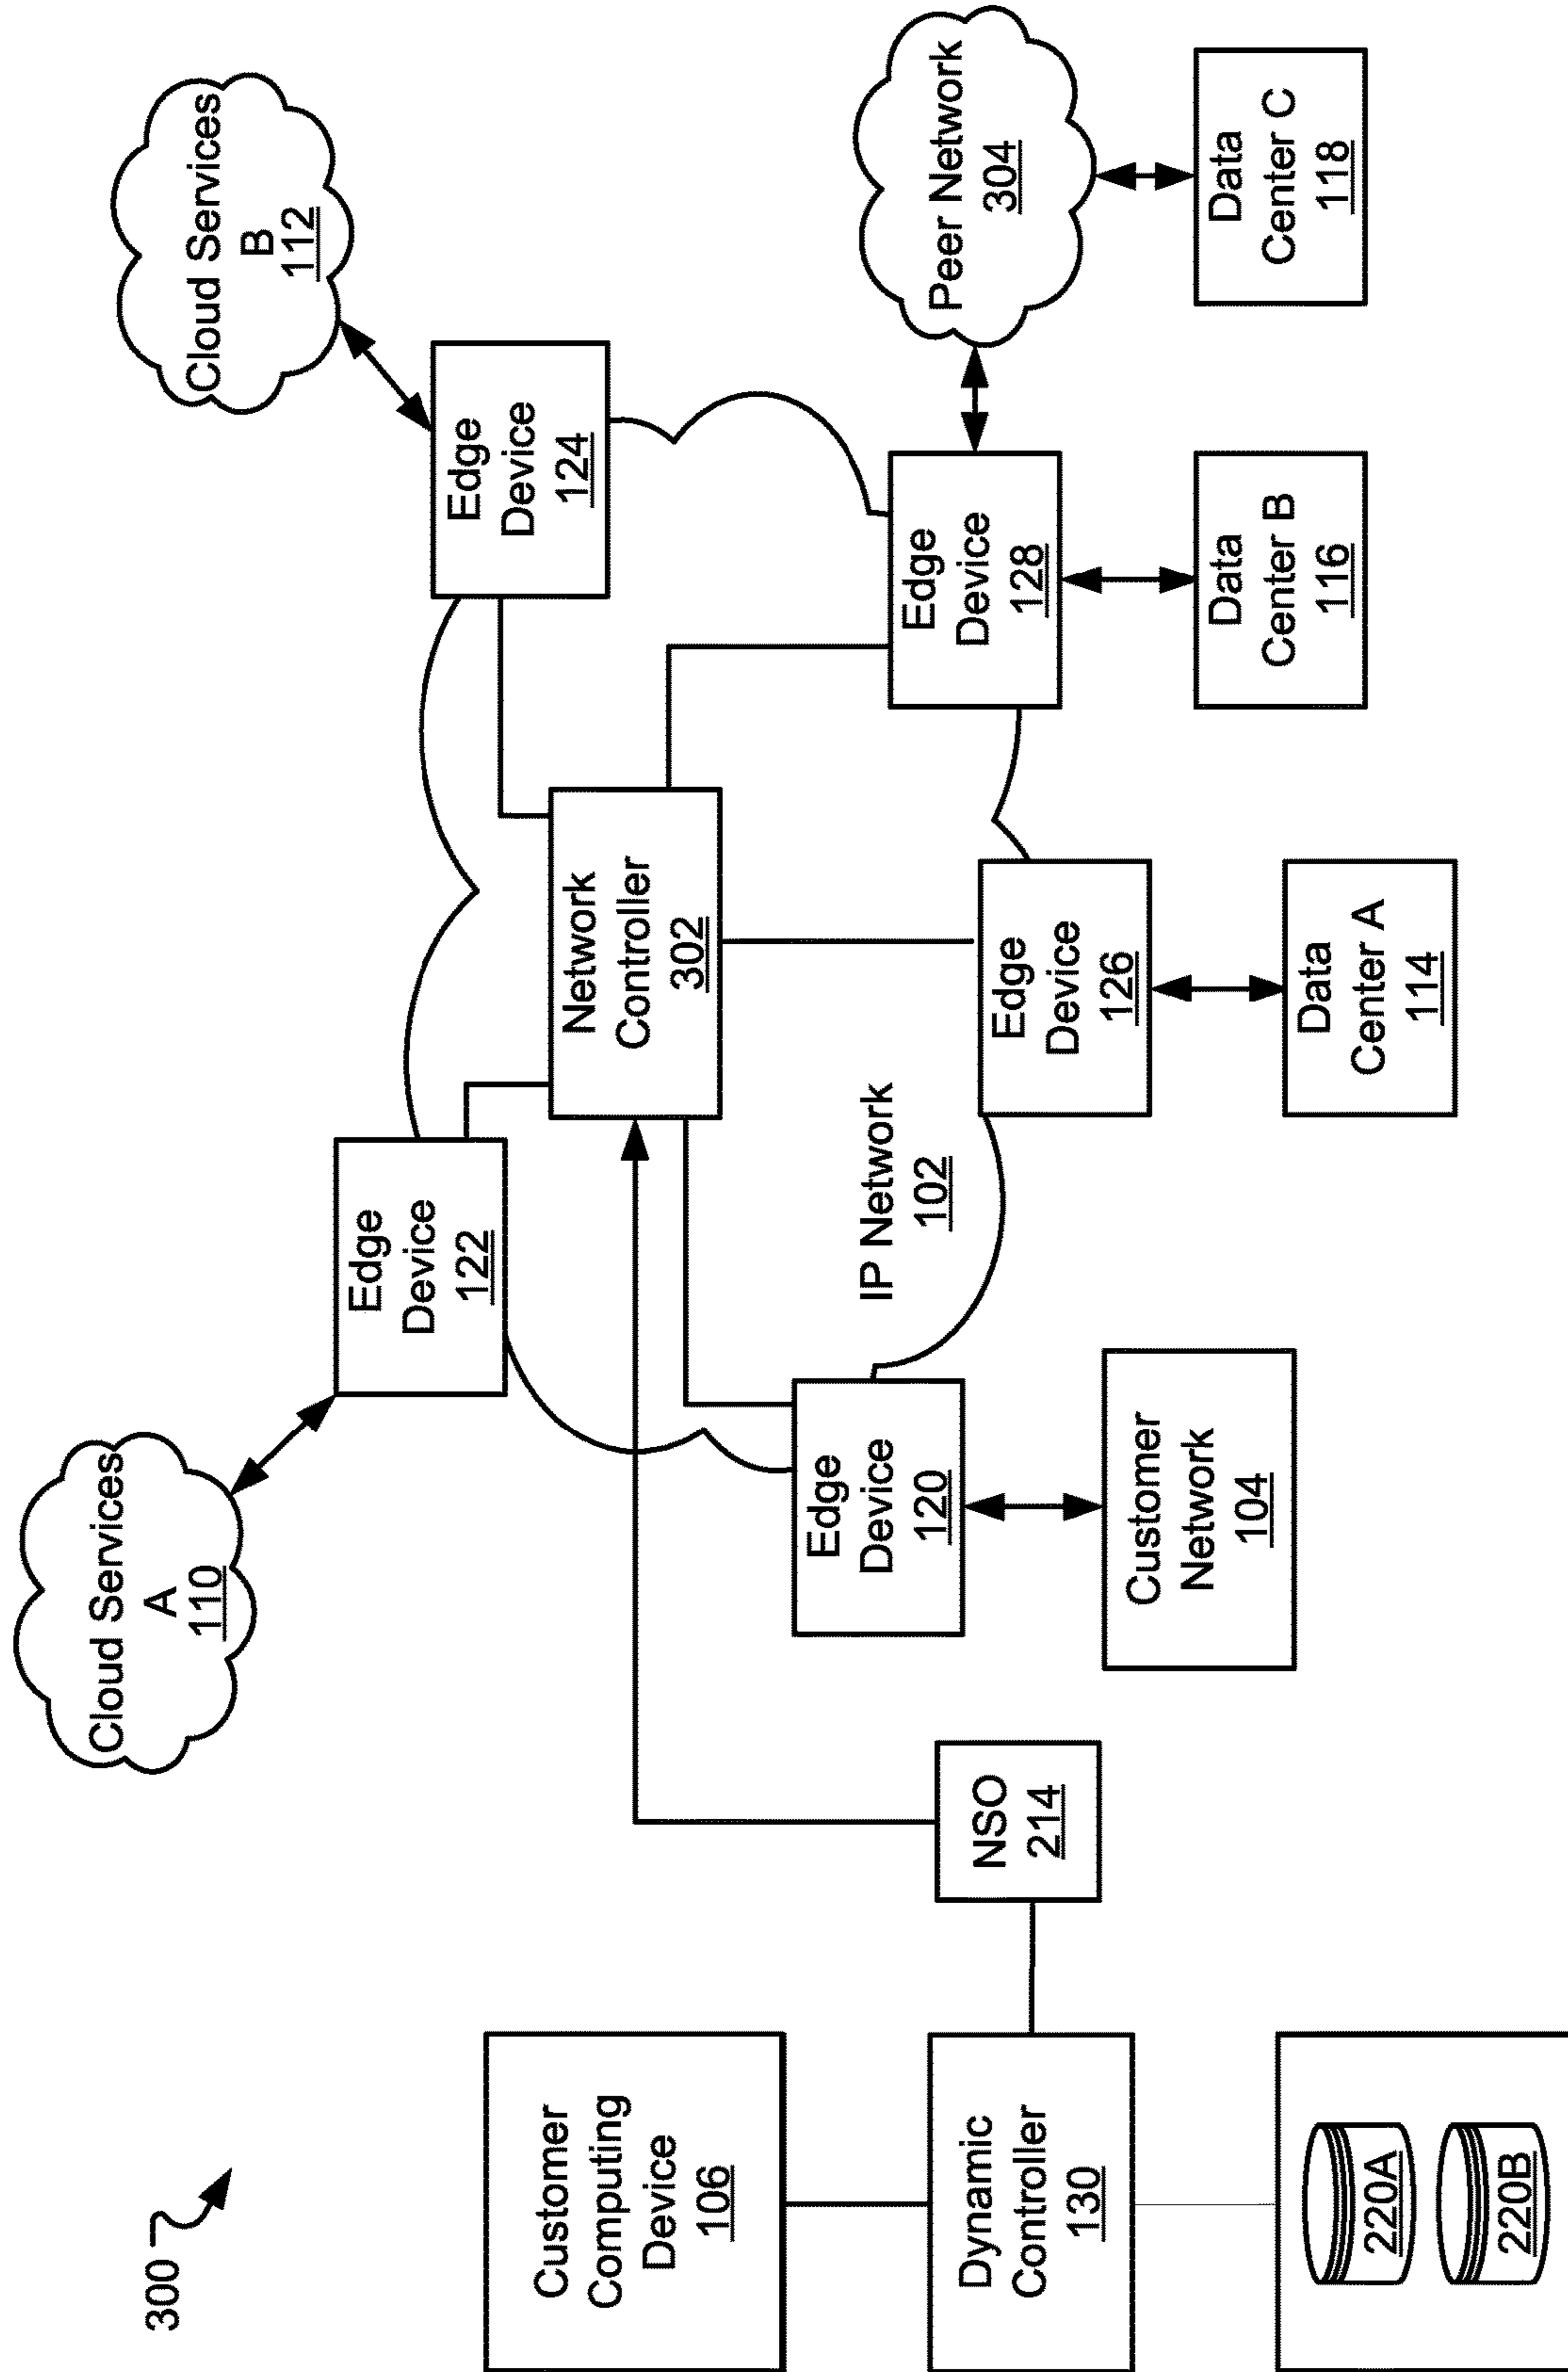 300
Cloud Services
A
110
Cloud Services
B
112
Edge
Device
122
Edge
Device
124
Customer
Computing
Device
106
Network
Controller
302
Edge
Device
120
IP Network
102
Edge
Device
126
Edge
Device
128
Peer Network
304
Dynamic
Controller
130
NSO
214
Customer
Network
104
Data
Center A
114
Data
Center B
116
Data
Center C
118
220A
220B